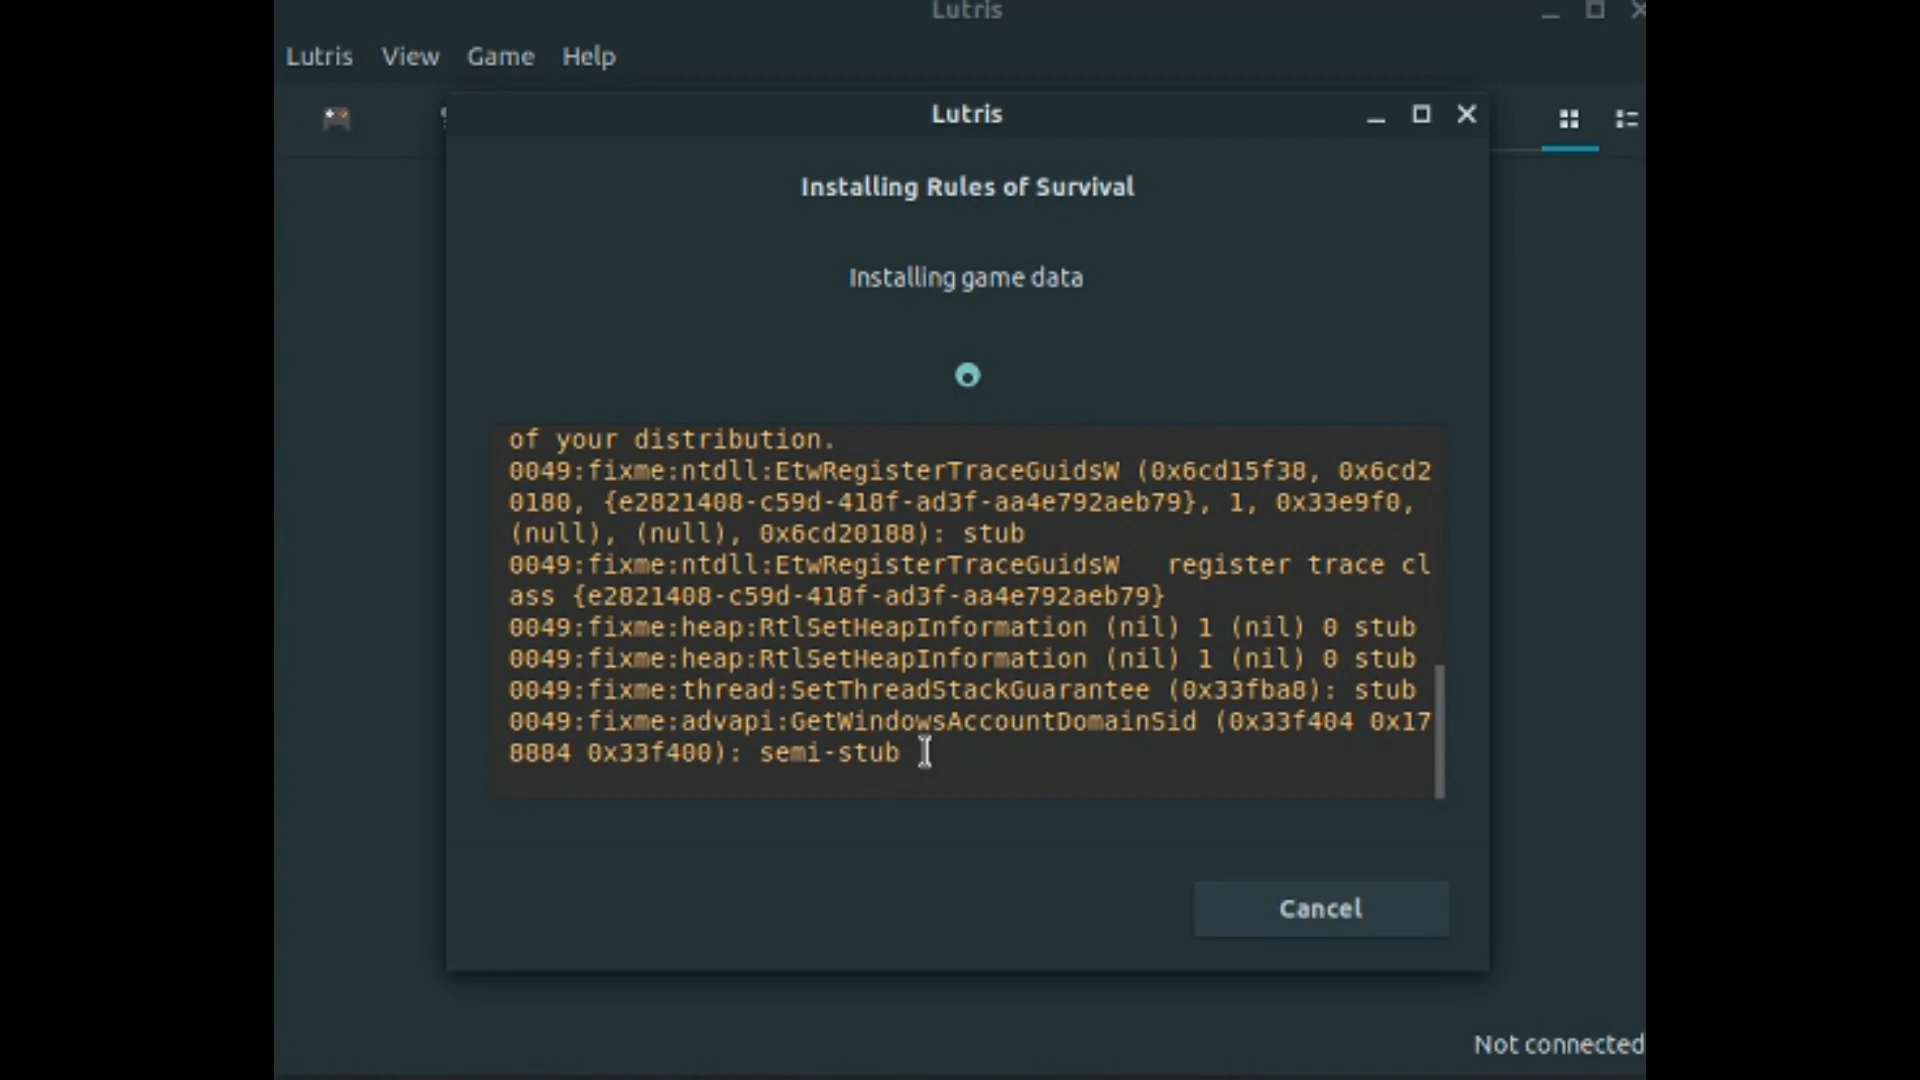 Lutris
Lutris View Game Help
Lutris
Installing Rules of Survival
Installing game data
of your distribution.
0049:fixme:ntdll:EtwRegisterTraceGuidsW (0x6cd15f38, 0x6cd2
0180, {e2821408-c59d-418f-ad3f-aa4e792aeb79}, 1, 0x33e9f0,
(null), (null), 0x6cd20188): stub
0049:fixme:ntdll:EtwRegisterTraceGuidsW   register trace cl
ass {e2821408-c59d-418f-ad3f-aa4e792aeb79}
0049:fixme:heap:RtlSetHeapInformation (nil) 1 (nil) 0 stub
0049:fixme:heap:RtlSetHeapInformation (nil) 1 (nil) 0 stub
0049:fixme:thread:SetThreadStackGuarantee (0x33fba8): stub
0049:fixme:advapi:GetWindowsAccountDomainSid (0x33f404 0x17
8884 0x33f400): semi-stub
Cancel
Not connected